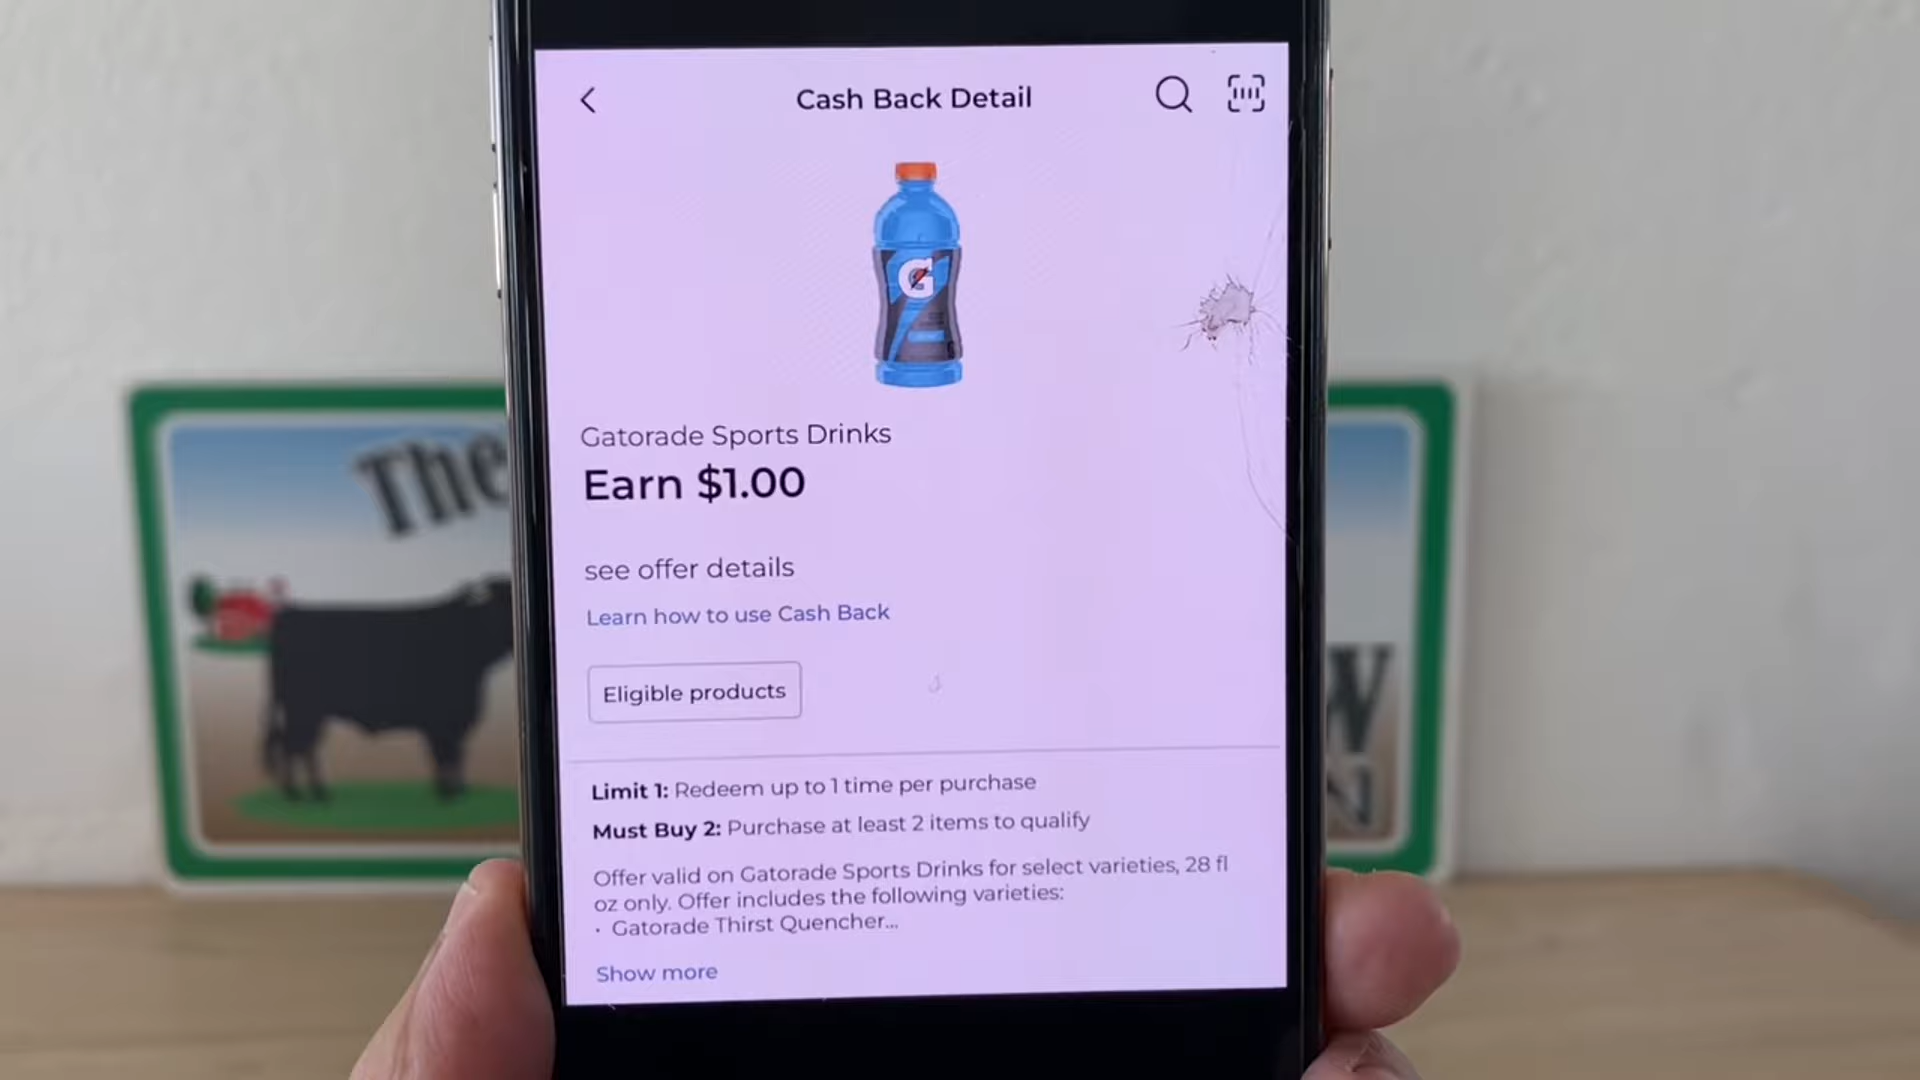 Cash Back Detail
G
Gatorade Sports Drinks
Earn $1.00
see offer details
Learn how to use Cash Back
Eligible products
Limit 1: Redeem up to 1 time per purchase
Must Buy 2: Purchase at least 2 items to qualify
Offer valid on Gatorade Sports Drinks for select varieties, 28 fl
oz only. Offer includes the following varieties:
• Gatorade Thirst Quencher...
Show more
The